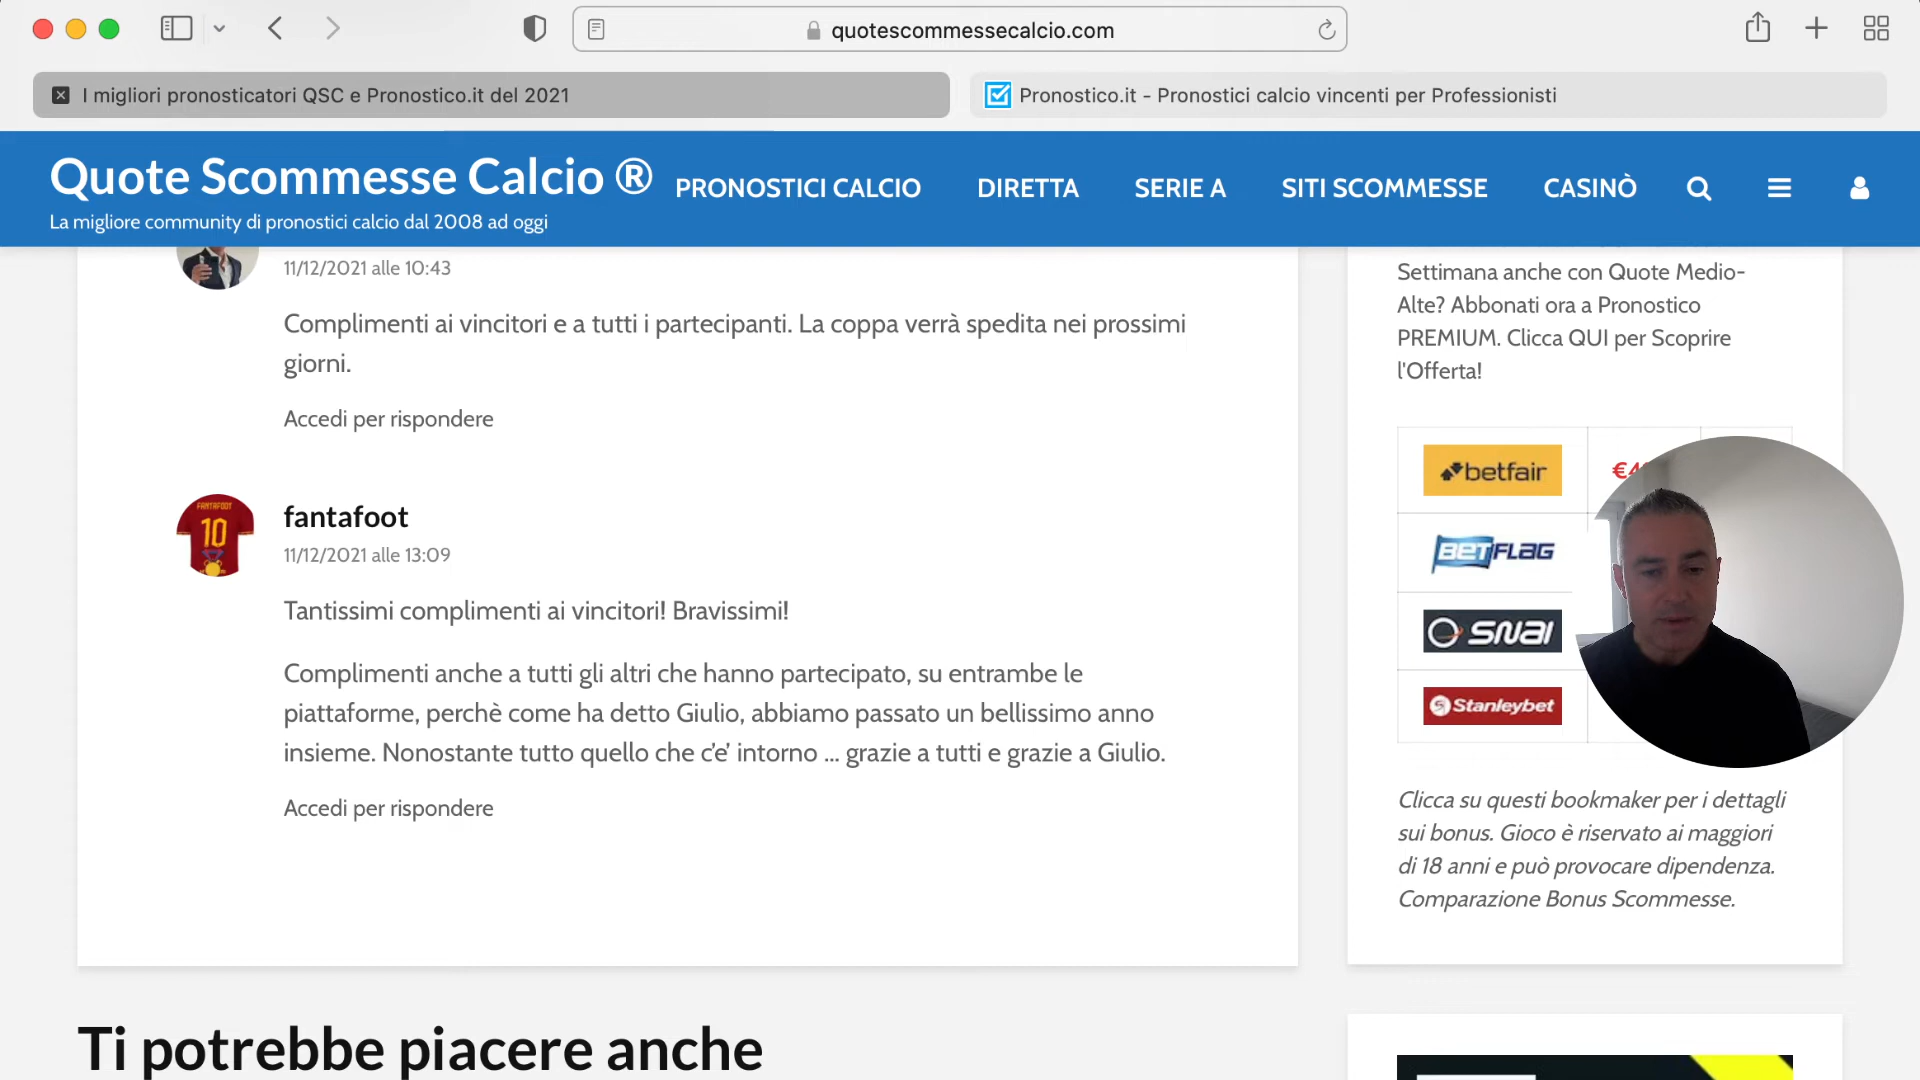 quotescommessecalcio.com
I migliori pronosticatori QSC e Pronostico.it del 2021
Pronostico.it - Pronostici calcio vincenti per Professionisti
Quote Scommesse Calcio ®
La migliore community di pronostici calcio dal 2008 ad oggi
PRONOSTICI CALCIO
DIRETTA
SERIE A
SITI SCOMMESSE
CASINÒ
11/12/2021 alle 10:43
Complimenti ai vincitori e a tutti i partecipanti. La coppa verrà spedita nei prossimi
giorni.
Accedi per rispondere
FANTAFOOT
10
fantafoot
11/12/2021 alle 13:09
Tantissimi complimenti ai vincitori! Bravissimi!
Complimenti anche a tutti gli altri che hanno partecipato, su entrambe le
piattaforme, perchè come ha detto Giulio, abbiamo passato un bellissimo anno
insieme. Nonostante tutto quello che c'e' intorno ... grazie a tutti e grazie a Giulio.
Accedi per rispondere
Ti potrebbe piacere anche
Settimana anche con Quote Medio-
Alte? Abbonati ora a Pronostico
PREMIUM. Clicca QUI per Scoprire
l'Offerta!
betfair
BETFLAG
SNAI
Stanleybet
Clicca su questi bookmaker per i dettagli
sui bonus. Gioco è riservato ai maggiori
di 18 anni e può provocare dipendenza.
Comparazione Bonus Scommesse.